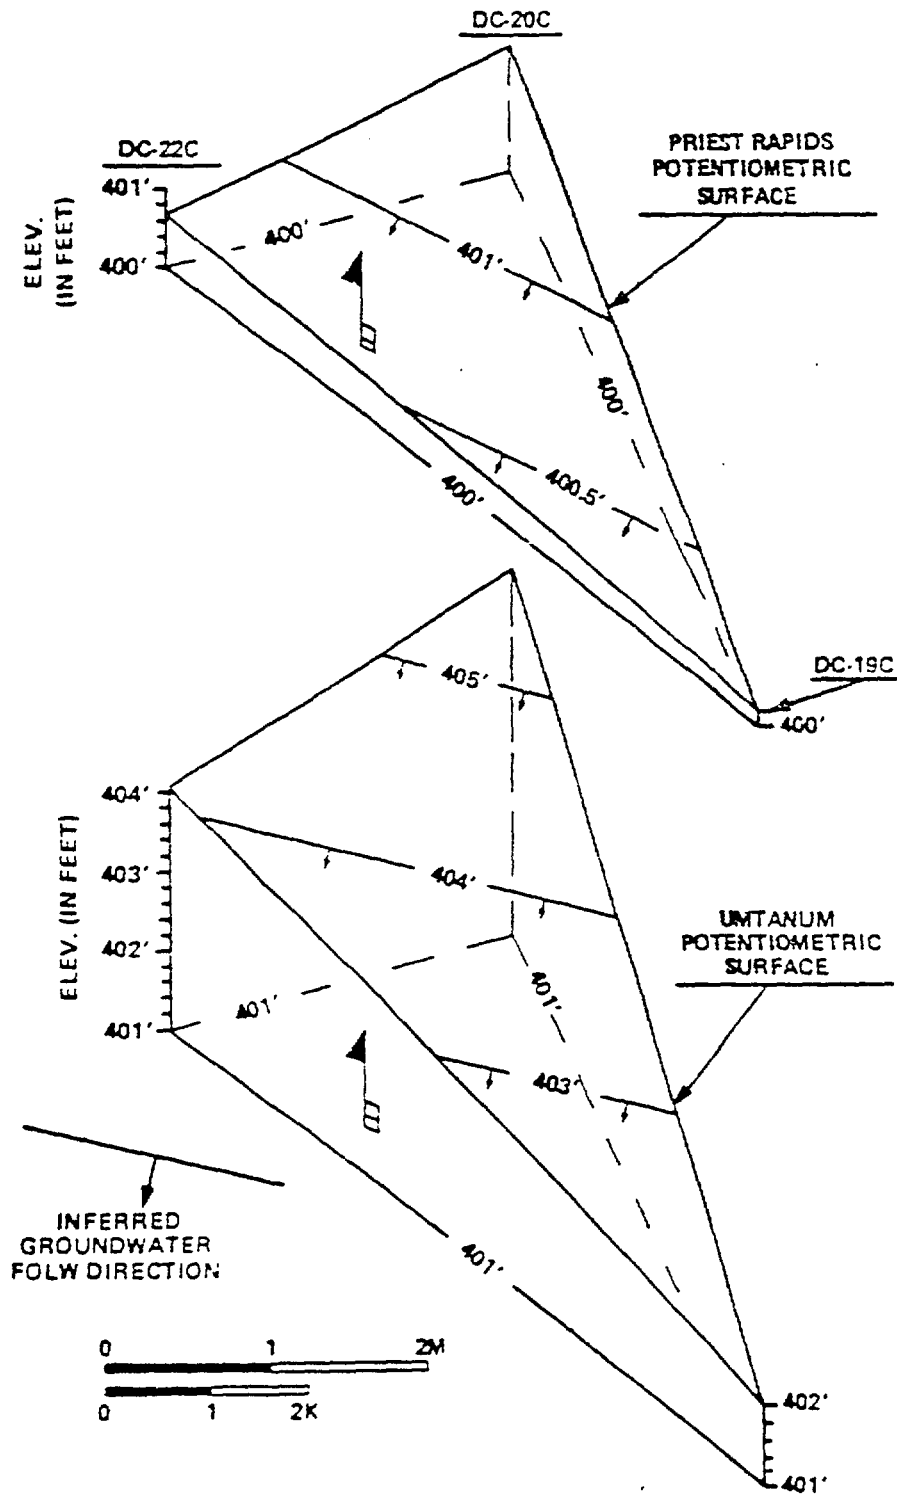 DC-20C
DC-22C
PRIEST RAPIDS
POTENTIOMETRIC
SURFACE
401'
ELEV.
(IN FEET)
400'
400'
401'
400'
400'
400.5'
DC-19C
400'
405'
404'
403'
402'
401'
ELEV. (IN FEET)
404'
UMTANUM
POTENTIOMETRIC
SURFACE
401'
401'
403'
INFERRED
GROUNDWATER
FOLW DIRECTION
401'
0 1 2M
0 1 2K
402'
401'